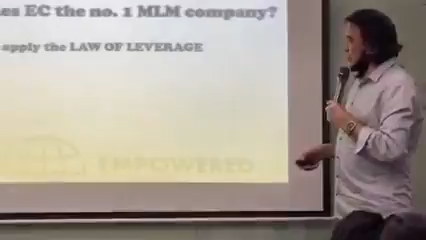 es EC the no. 1 MLM company?
apply the LAW OF LEVERAGE
EMPOWERED